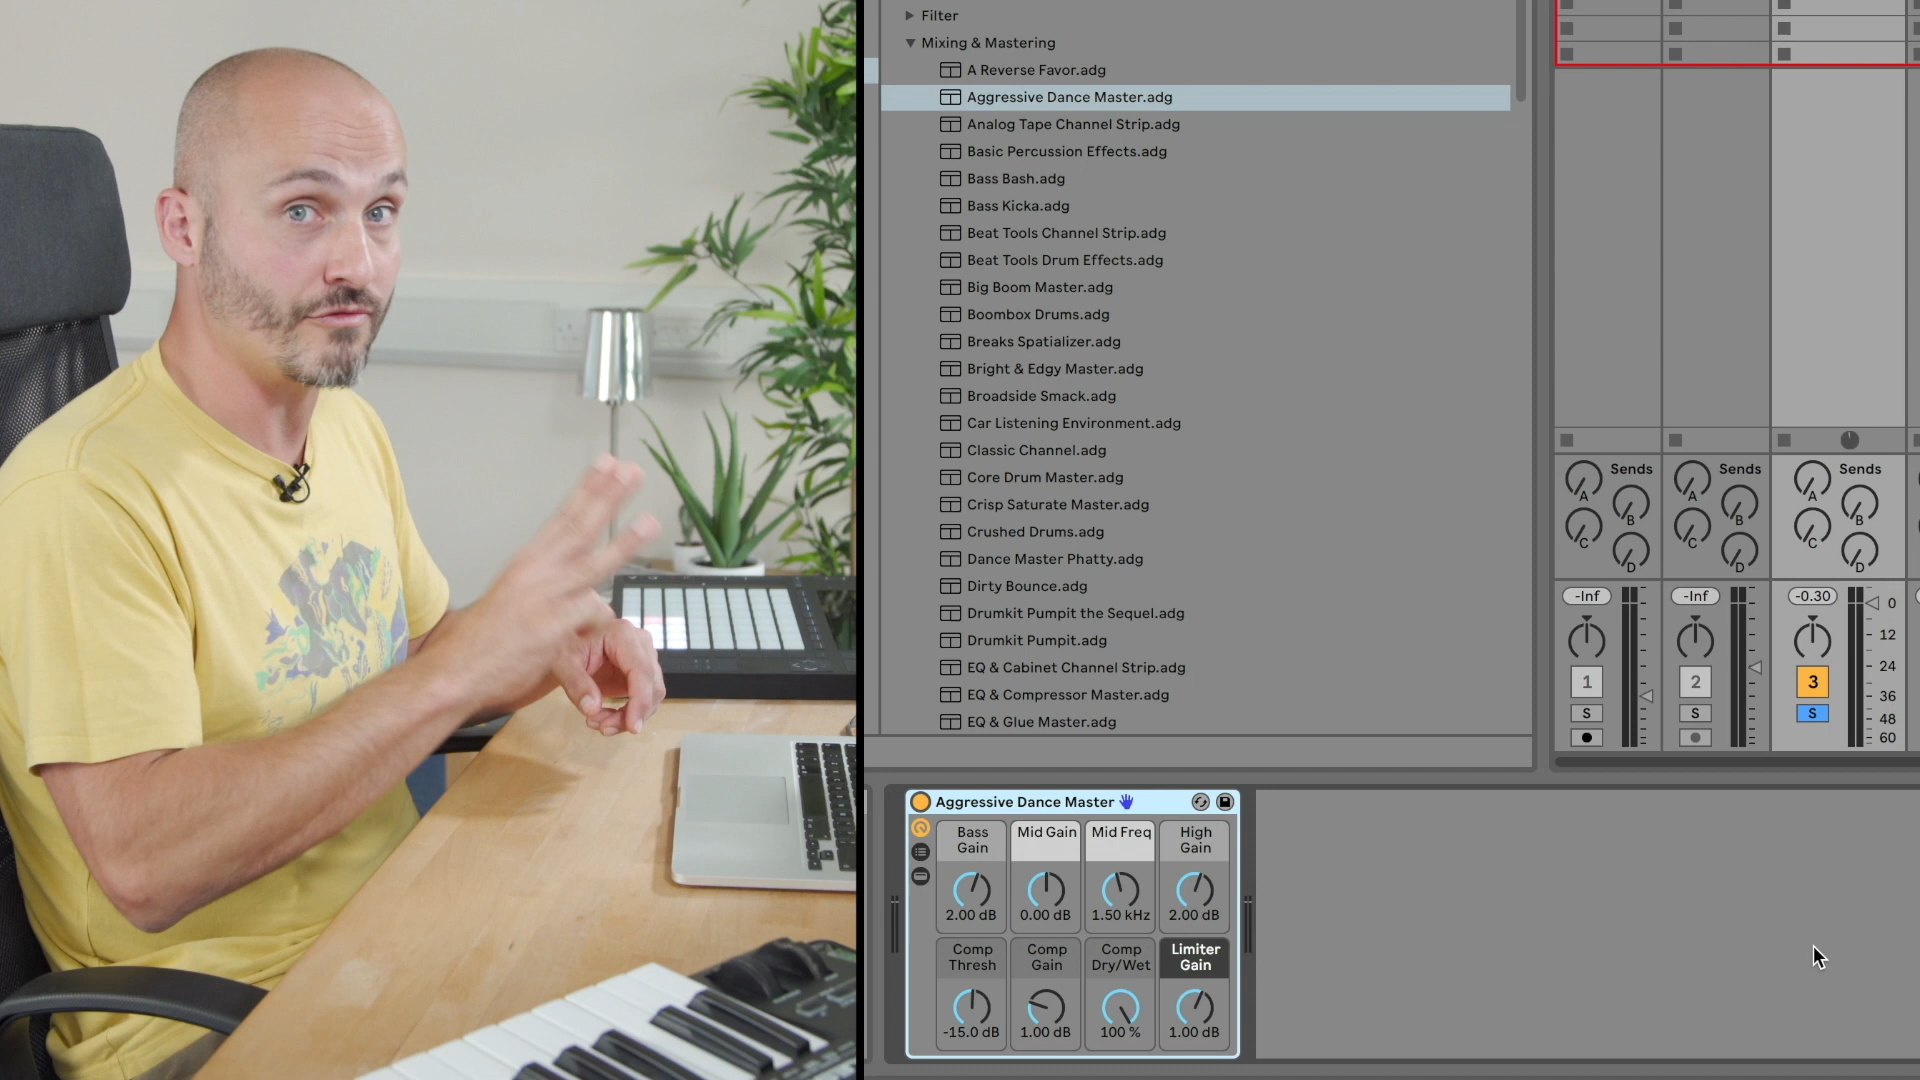 Filter
Mixing & Mastering
A Reverse Favor.adg
Aggressive Dance Master.adg
Analog Tape Channel Strip.adg
Basic Percussion Effects.adg
Bass Bash.adg
Bass Kicka.adg
Beat Tools Channel Strip.adg
Beat Tools Drum Effects.adg
Big Boom Master.adg
Boombox Drums.adg
Breaks Spatializer.adg
Bright & Edgy Master.adg
Broadside Smack.adg
Car Listening Environment.adg
Classic Channel.adg
Core Drum Master.adg
Crisp Saturate Master.adg
Crushed Drums.adg
Dance Master Phatty.adg
Dirty Bounce.adg
Drumkit Pumpit the Sequel.adg
Drumkit Pumpit.adg
EQ & Cabinet Channel Strip.adg
EQ & Compressor Master.adg
EQ & Glue Master.adg
Sends Sends Sends
A A A
B B B
C C C
D D D
-Inf -Inf -0.30 0
12
24
1 2 3
36
S S S
48
60
Aggressive Dance Master
Bass Gain
Mid Gain
Mid Freq
High Gain
2.00 dB 0.00 dB 1.50 kHz 2.00 dB
Comp Thresh
Comp Gain
Comp Dry/Wet
Limiter Gain
-15.0 dB 1.00 dB 100 % 1.00 dB